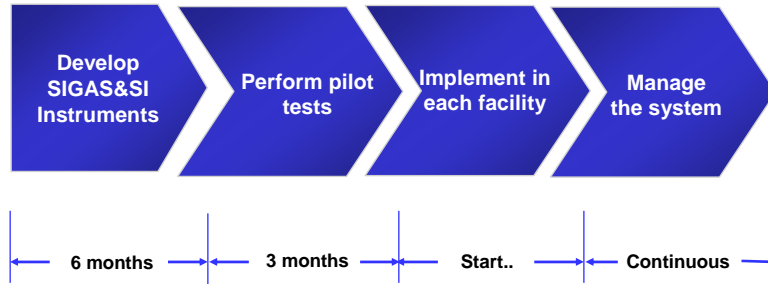 Develop
SIGAS&SI
Instruments
Perform pilot
tests
Implement in
each facility
Manage
the system
6 months
3 months
Start..
Continuous